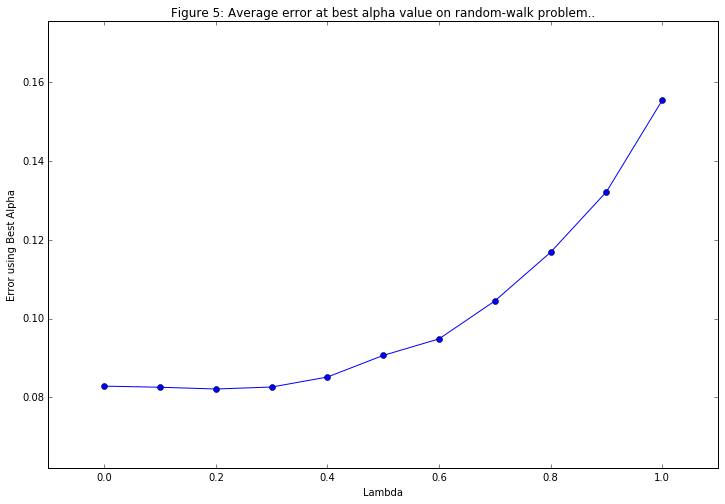 Figure 5: Average error at best alpha value on random-walk problem..
0.16
0.14
0.12
0.10
0.08
Error using Best Alpha
0.0 0.2 0.4 0.6 0.8 1.0
Lambda